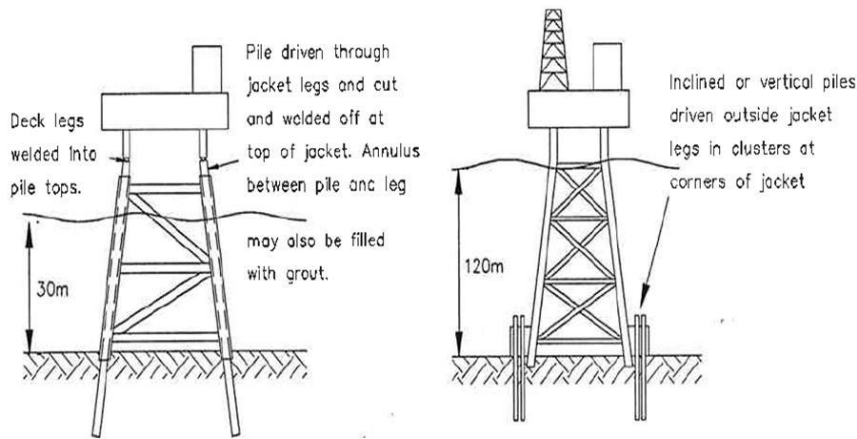 Deck legs
welded into
pile tops.
Pile driven through
jacket legs and cut
and welded off at
top of jacket. Annulus
between pile anc leg
may also be filled
with grout.
30m
Inclined or vertical piles
driven outside jacket
legs in clusters at
corners of jacket
120m